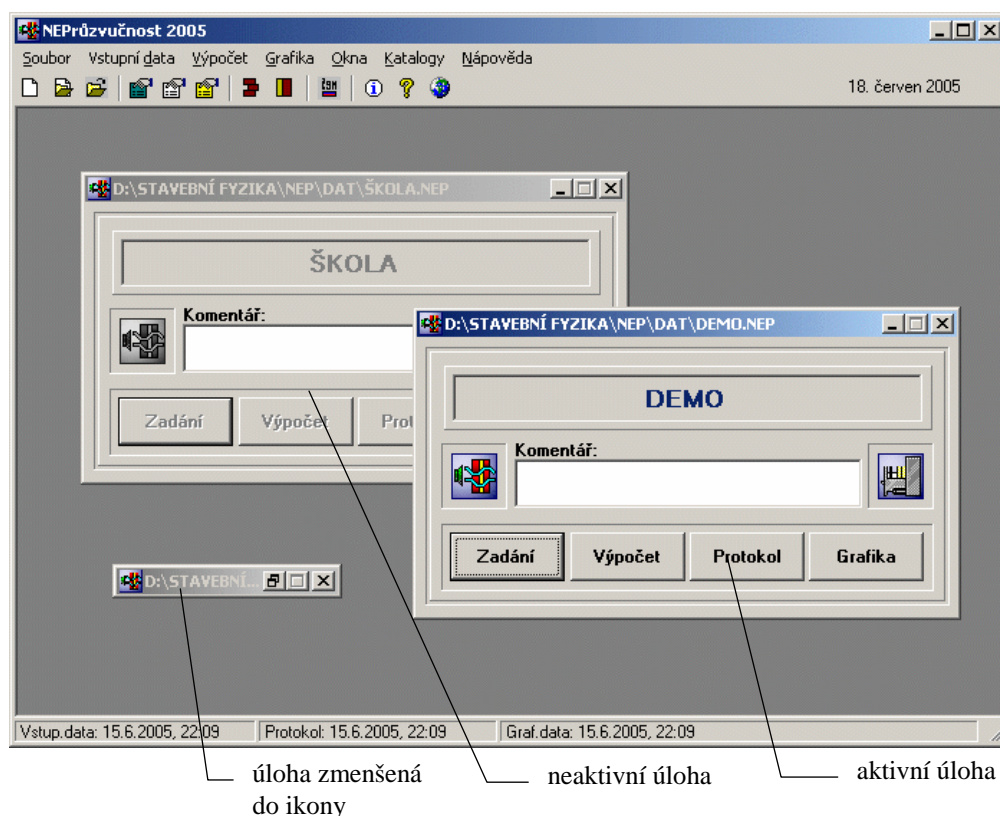 NEPrůzvučnost 2005
Soubor Vstupní data Výpočet Grafika Okna Katalogy Nápověda
18. červen 2005
D:\STAVEBNÍ FYZIKA\NEP\DAT\ŠKOLA.NEP
ŠKOLA
Komentář:
Zadání Výpočet Prot
D:\STAVEBNÍ FYZIKA\NEP\DAT\DEMO.NEP
DEMO
Komentář:
Zadání Výpočet Protokol Grafika
D:\STAVEBNÍ...
Vstup.data: 15.6.2005, 22:09 Protokol: 15.6.2005, 22:09 Graf.data: 15.6.2005, 22:09
úloha zmenšená
do ikony
neaktivní úloha
aktivní úloha